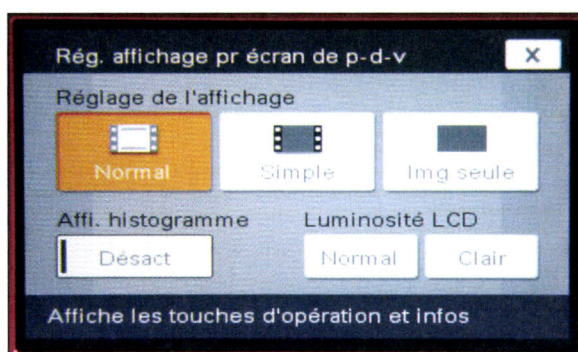 Rég. affichage pr écran de p-d-v
Réglage de l'affichage
Normal Simple Img seule
Affi. histogramme Luminosité LCD
Désact Normal Clair
Affiche les touches d'opération et infos